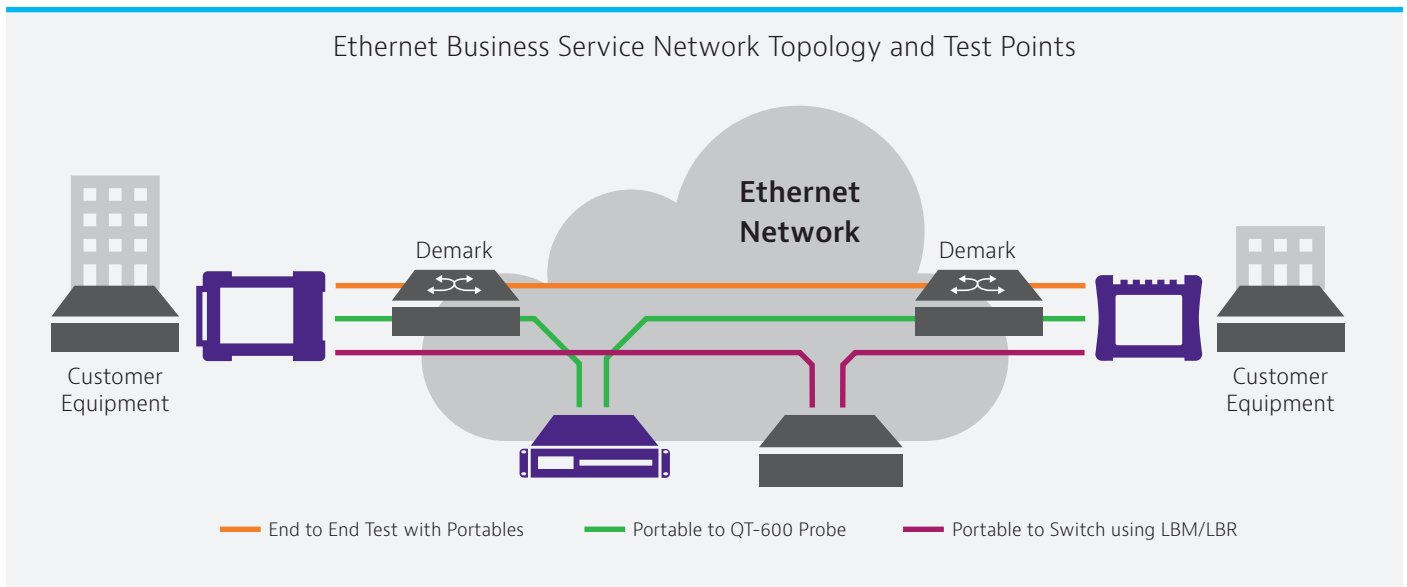 Ethernet Business Service Network Topology and Test Points
Ethernet
Network
Demark
Demark
Customer
Equipment
Customer
Equipment
End to End Test with Portables
Portable to QT-600 Probe
Portable to Switch using LBM/LBR